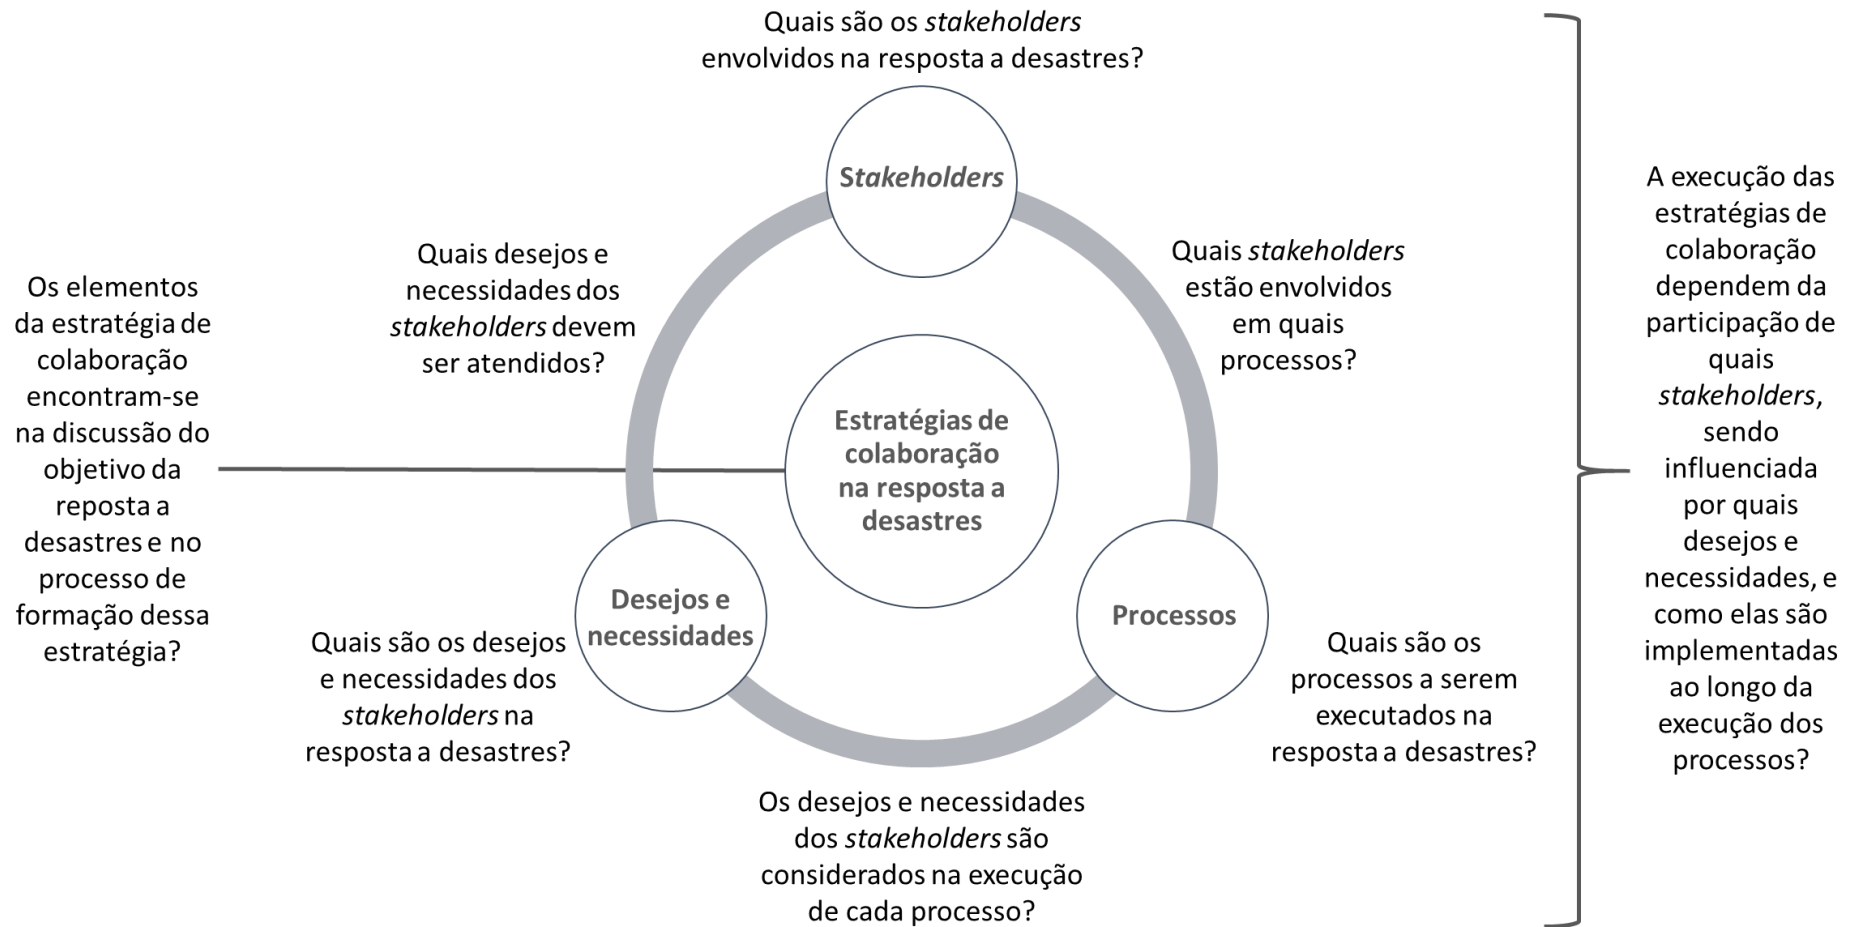 Quais são os stakeholders
envolvidos na resposta a desastres?
Stakeholders
Quais desejos e
necessidades dos
stakeholders devem
ser atendidos?
Quais stakeholders
estão envolvidos
em quais
processos?
Os elementos
da estratégia de
colaboração
encontram-se
na discussão do
objetivo da
reposta a
desastres e no
processo de
formação dessa
estratégia?
Estratégias de
colaboração
na resposta a
desastres
Desejos e
necessidades
Processos
Quais são os desejos
e necessidades dos
stakeholders na
resposta a desastres?
Quais são os
processos a serem
executados na
resposta a desastres?
Os desejos e necessidades
dos stakeholders são
considerados na execução
de cada processo?
A execução das
estratégias de
colaboração
dependem da
participação de
quais
stakeholders,
sendo
influenciada
por quais
desejos e
necessidades, e
como elas são
implementadas
ao longo da
execução dos
processos?